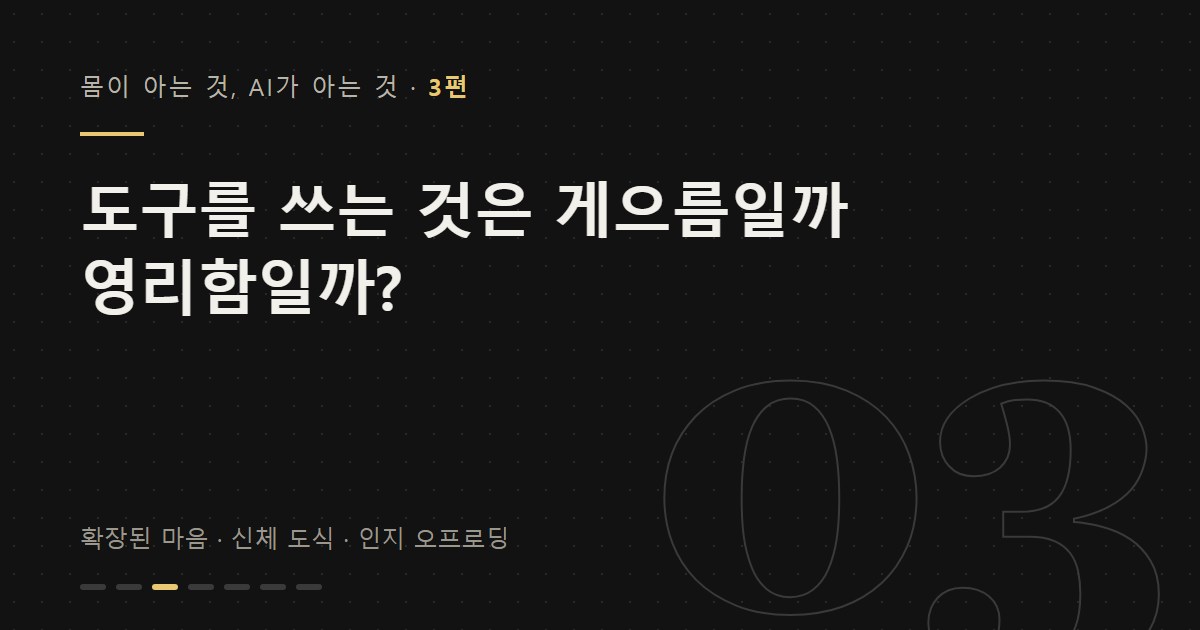 몸이 아는 것, AI가 아는 것 · 3편
도구를 쓰는 것은 게으름일까
영리함일까?
확장된 마음 · 신체 도식 · 인지 오프로딩
03